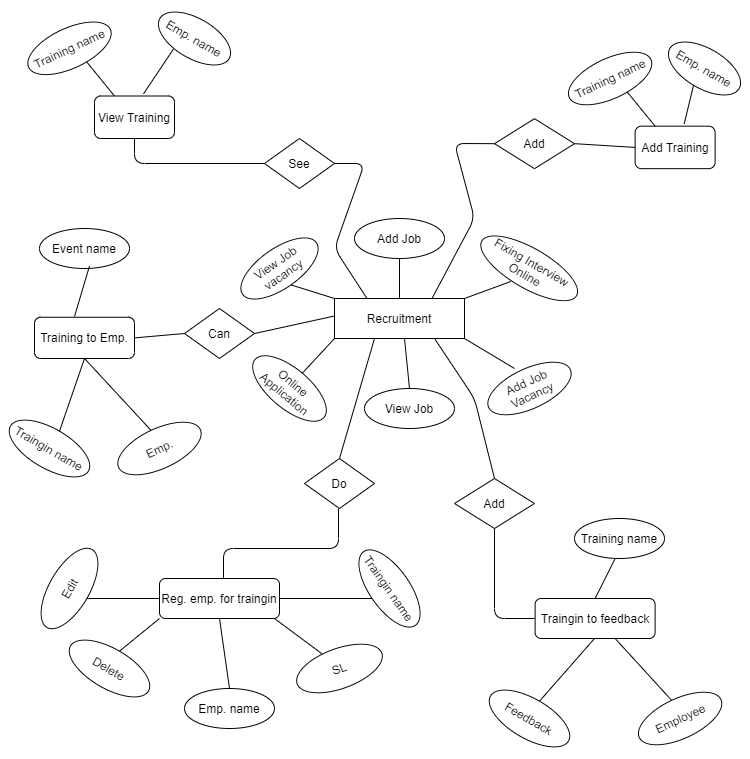 Training name
Emp. name
View Training
See
Training name
Emp. name
Add
Add Training
Event name
Training to Emp.
Can
Traingin name
Emp.
View Job
vacancy
Add Job
Fixing Interview
Online
Recruitment
Online
Application
View Job
Add Job
Vacancy
Do
Add
Edit
Reg. emp. for traingin
Traingin name
Delete
Emp. name
SL
Training name
Traingin to feedback
Feedback
Employee